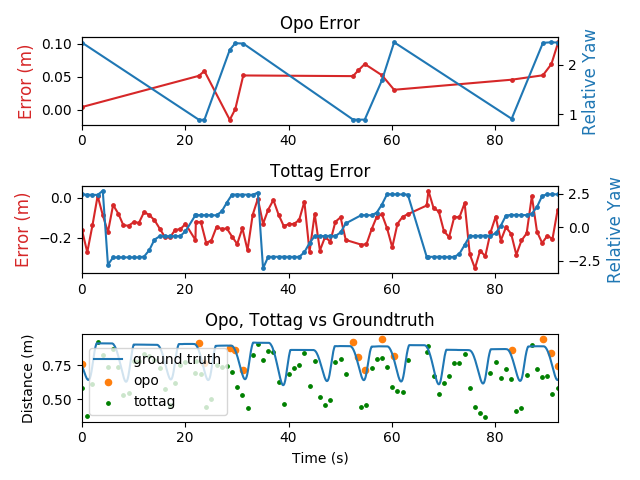 Opo Error
0.10
0.05
0.00
Error (m)
2
1
Relative Yaw
0 20 40 60 80
Tottag Error
0.0
−0.2
Error (m)
2.5
0.0
−2.5
Relative Yaw
0 20 40 60 80
Opo, Tottag vs Groundtruth
0.75
0.50
Distance (m)
ground truth
opo
tottag
0 20 40 60 80
Time (s)